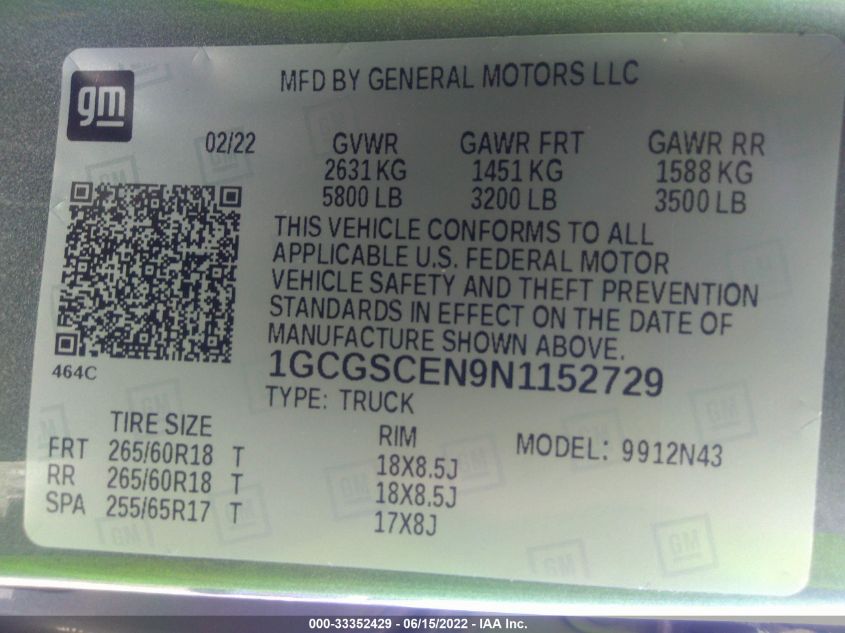 gm
MFD BY GENERAL MOTORS LLC
02/22 GVWR GAWR FRT GAWR RR
2631 KG 1451 KG 1588 KG
5800 LB 3200 LB 3500 LB
THIS VEHICLE CONFORMS TO ALL
APPLICABLE U.S. FEDERAL MOTOR
VEHICLE SAFETY AND THEFT PREVENTION
STANDARDS IN EFFECT ON THE DATE OF
MANUFACTURE SHOWN ABOVE.
464C
1GCGSCEN9N1152729
TYPE: TRUCK
TIRE SIZE RIM MODEL: 9912N43
FRT 265/60R18 T 18X8.5J
RR 265/60R18 T 18X8.5J
SPA 255/65R17 T 17X8J
000-33352429 - 06/15/2022 - IAA Inc.